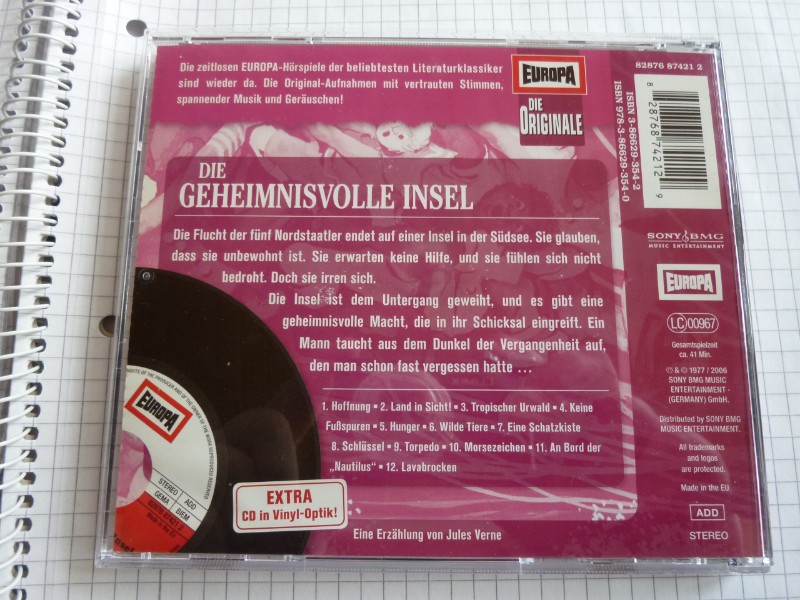 Die zeitlosen EUROPA-Hörspiele der beliebtesten Literaturklassiker
sind wieder da. Die Original-Aufnahmen mit vertrauten Stimmen,
spannender Musik und Geräuschen!
EUROPA
DIE
ORIGINALE
82876 87421 2
8 28768 74212 9
ISBN 3-86629-354-2
ISBN 978-3-86629-354-0
DIE
GEHEIMNISVOLLE INSEL
Die Flucht der fünf Nordstaatler endet auf einer Insel in der Südsee. Sie glauben,
dass sie unbewohnt ist. Sie erwarten keine Hilfe, und sie fühlen sich nicht
bedroht. Doch sie irren sich.
Die Insel ist dem Untergang geweiht, und es gibt eine
geheimnisvolle Macht, die in ihr Schicksal eingreift. Ein
Mann taucht aus dem Dunkel der Vergangenheit auf,
den man schon fast vergessen hatte ...
1. Hoffnung • 2. Land in Sicht! • 3. Tropischer Urwald • 4. Keine
Fußspuren • 5. Hunger • 6. Wilde Tiere • 7. Eine Schatzkiste
8. Schlüssel • 9. Torpedo • 10. Morsezeichen • 11. An Bord der
„Nautilus" • 12. Lavabrocken
EUROPA
STEREO ADD
GEMA BIEM
EXTRA
CD in Vinyl-Optik!
Eine Erzählung von Jules Verne
SONY BMG
MUSIC ENTERTAINMENT
EUROPA
LC 00967
Gesamtspielzeit
ca. 41 Min.
℗ & © 1977 / 2006
SONY BMG MUSIC
ENTERTAINMENT -
(GERMANY) GmbH.
Distributed by SONY BMG
MUSIC ENTERTAINMENT.
All trademarks
and logos
are protected.
Made in the EU
ADD
STEREO